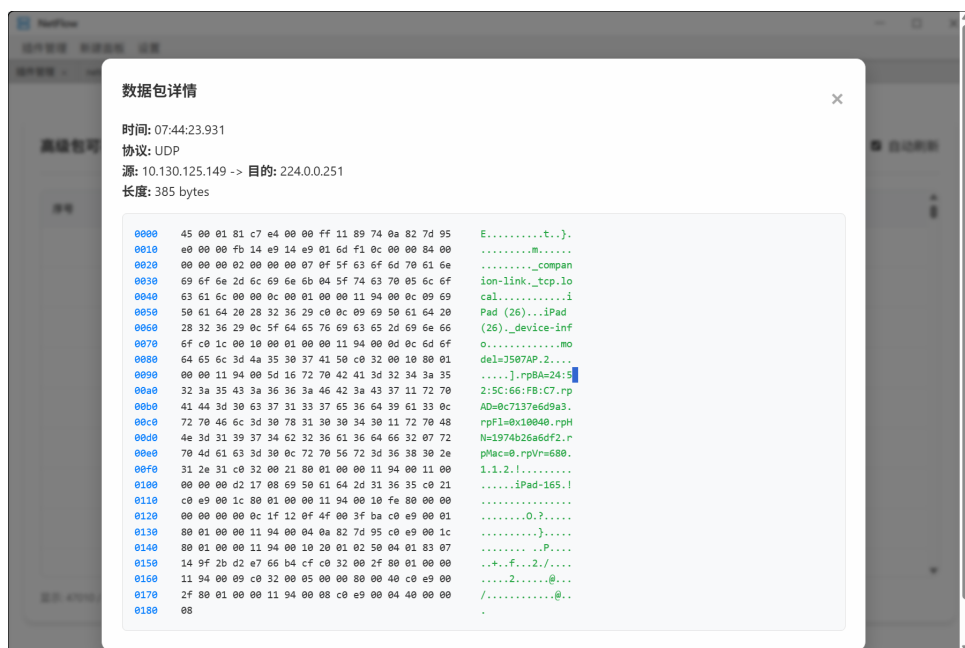 NetFlow
插件管理 新建面板 设置
插件管理
高级包可
自动刷新
序号
数据包详情
×
时间: 07:44:23.931
协议: UDP
源: 10.130.125.149 -> 目的: 224.0.0.251
长度: 385 bytes
0000 45 00 01 81 c7 e4 00 00 ff 11 89 74 0a 82 7d 95 E..........t..}.
0010 e0 00 00 fb 14 e9 14 e9 01 6d f1 0c 00 00 84 00 .........m......
0020 00 00 00 02 00 00 00 07 0f 5f 63 6f 6d 70 61 6e ........._compan
0030 69 6f 6e 2d 6c 69 6e 6b 04 5f 74 63 70 05 6c 6f ion-link._tcp.lo
0040 63 61 6c 00 00 0c 00 01 00 00 11 94 00 0c 09 69 cal............i
0050 50 61 64 20 28 32 36 29 c0 0c 09 69 50 61 64 20 Pad (26)...iPad
0060 28 32 36 29 0c 5f 64 65 76 69 63 65 2d 69 6e 66 (26)._device-inf
0070 6f c0 1c 00 10 00 01 00 00 11 94 00 0d 0c 6d 6f o.............mo
0080 64 65 6c 3d 4a 35 30 37 41 50 c0 32 00 10 80 01 del=J507AP.2....
0090 00 00 11 94 00 5d 16 72 70 42 41 3d 32 34 3a 35 .....].rpBA=24:5
00a0 32 3a 35 43 3a 36 36 3a 46 42 3a 43 37 11 72 70 2:5C:66:FB:C7.rp
00b0 41 44 3d 30 63 37 31 33 37 65 36 64 39 61 33 0c AD=0c7137e6d9a3.
00c0 72 70 46 6c 3d 30 78 31 30 30 34 30 11 72 70 48 rpFl=0x10040.rpH
00d0 4e 3d 31 39 37 34 62 32 36 61 36 64 66 32 07 72 N=1974b26a6df2.r
00e0 70 4d 61 63 3d 30 0c 72 70 56 72 3d 36 38 30 2e pMac=0.rpVr=680.
00f0 31 2e 31 c0 32 00 21 80 01 00 00 11 94 00 11 00 1.1.2.!.........
0100 00 00 00 d2 17 08 69 50 61 64 2d 31 36 35 c0 21 ......iPad-165.!
0110 c0 e9 00 1c 80 01 00 00 11 94 00 10 fe 80 00 00 ................
0120 00 00 00 00 0c 1f 12 0f 4f 00 3f ba c0 e9 00 01 ........O.?.....
0130 80 01 00 00 11 94 00 04 0a 82 7d 95 c0 e9 00 1c ..........}.....
0140 80 01 00 00 11 94 00 10 20 01 02 50 04 01 83 07 ........ ..P....
0150 14 9f 2b d2 e7 66 b4 cf c0 32 00 2f 80 01 00 00 ..+..f...2./....
0160 11 94 00 09 c0 32 00 05 00 00 80 00 40 c0 e9 00 .....2......@...
0170 2f 80 01 00 00 11 94 00 08 c0 e9 00 04 40 00 00 /............@..
0180 08 .